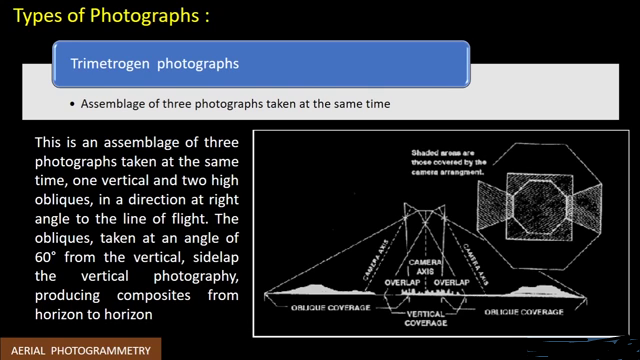 Types of Photographs :
Trimetrogen photographs
• Assemblage of three photographs taken at the same time
This is an assemblage of three
photographs taken at the same
time, one vertical and two high
obliques, in a direction at right
angle to the line of flight. The
obliques, taken at an angle of
60° from the vertical, sidelap
the vertical photography,
producing composites from
horizon to horizon
Shaded areas are
those covered by the
camera arrangment.
CAMERA AXIS
CAMERA
AXIS
CAMERA AXIS
OVERLAP
OVERLAP
OBLIQUE COVERAGE
VERTICAL
COVERAGE
OBLIQUE COVERAGE
AERIAL PHOTOGRAMMETRY